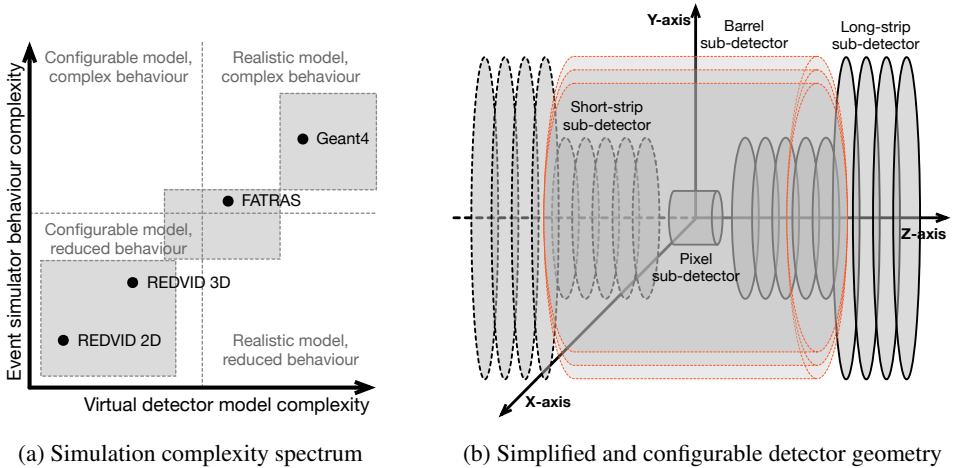 Event simulator behaviour complexity
Configurable model,
complex behaviour
Realistic model,
complex behaviour
Geant4
FATRAS
Configurable model,
reduced behaviour
REDVID 3D
REDVID 2D
Realistic model,
reduced behaviour
Virtual detector model complexity
(a) Simulation complexity spectrum
Y-axis
Barrel
sub-detector
Long-strip
sub-detector
Short-strip
sub-detector
Z-axis
Pixel
sub-detector
X-axis
(b) Simplified and configurable detector geometry